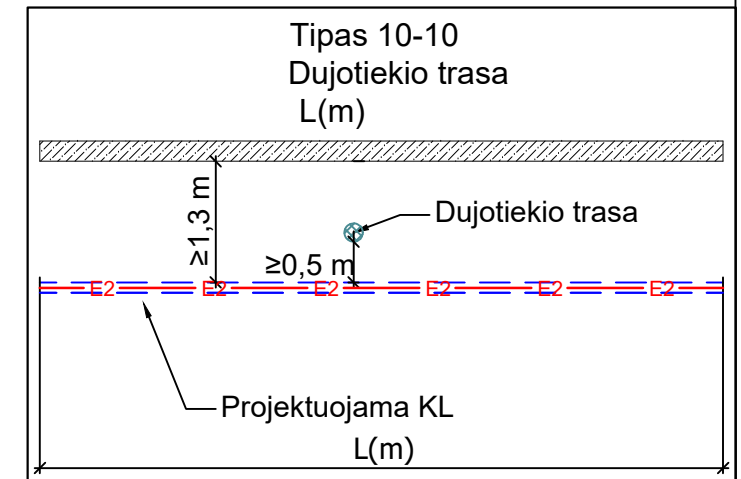 Tipas 10-10
Dujotiekio trasa
L(m)
≥1,3 m
Dujotiekio trasa
≥0,5 m
E2 E2 E2 E2 E2 E2
Projektuojama KL
L(m)